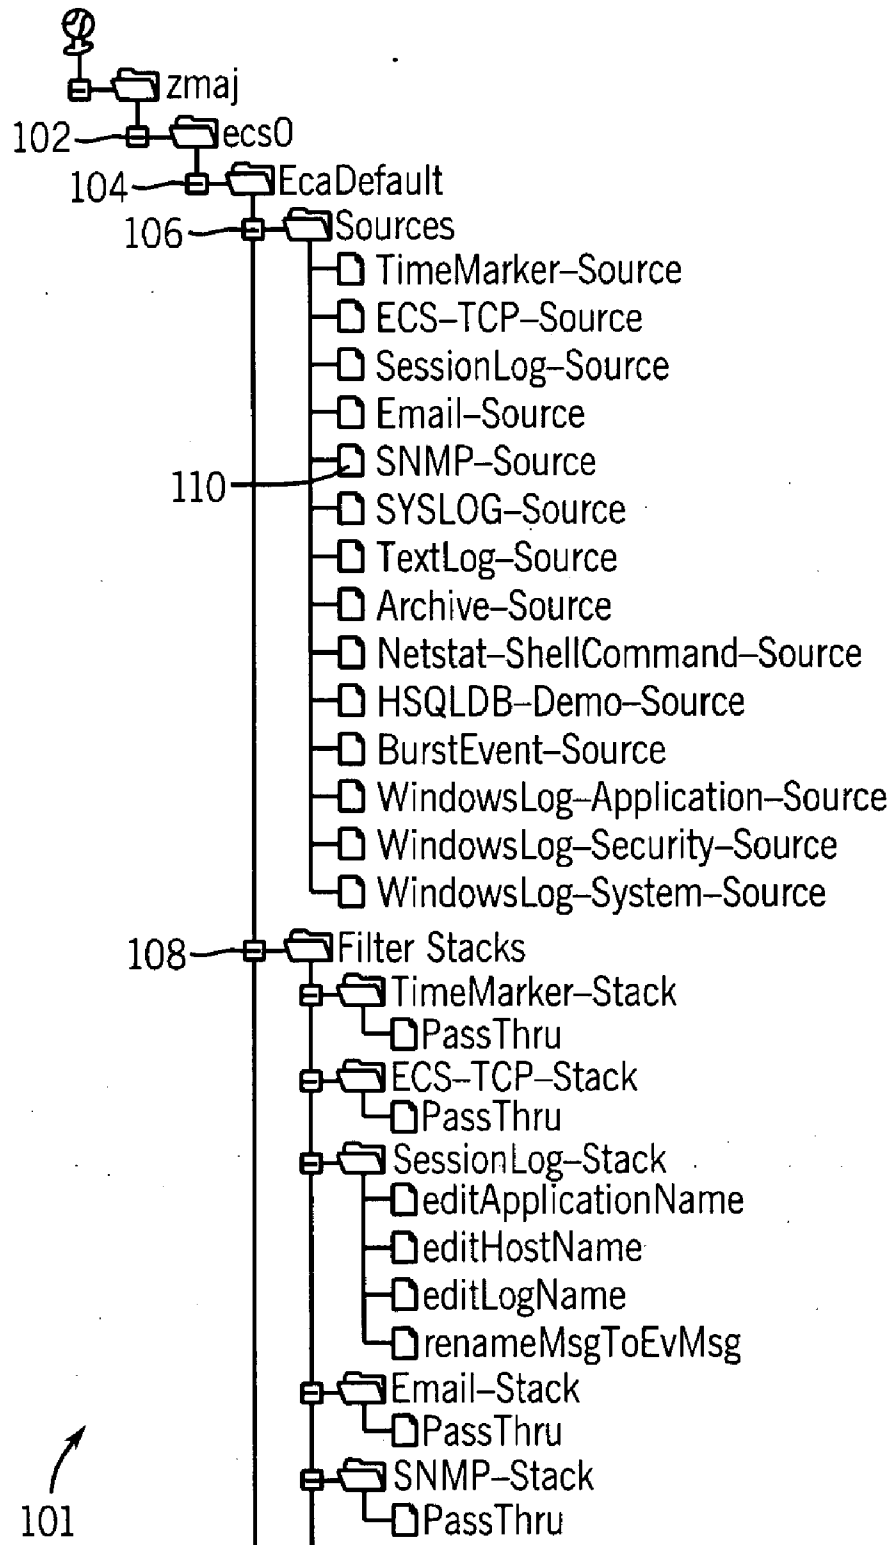 zmaj
102 ecs0
104 EcaDefault
106 Sources
TimeMarker–Source
ECS–TCP–Source
SessionLog–Source
Email–Source
110 SNMP–Source
SYSLOG–Source
TextLog–Source
Archive–Source
Netstat–ShellCommand–Source
HSQLDB–Demo–Source
BurstEvent–Source
WindowsLog–Application–Source
WindowsLog–Security–Source
WindowsLog–System–Source
108 Filter Stacks
TimeMarker–Stack
PassThru
ECS–TCP–Stack
PassThru
SessionLog–Stack
editApplicationName
editHostName
editLogName
renameMsgToEvMsg
Email–Stack
PassThru
SNMP–Stack
PassThru
101